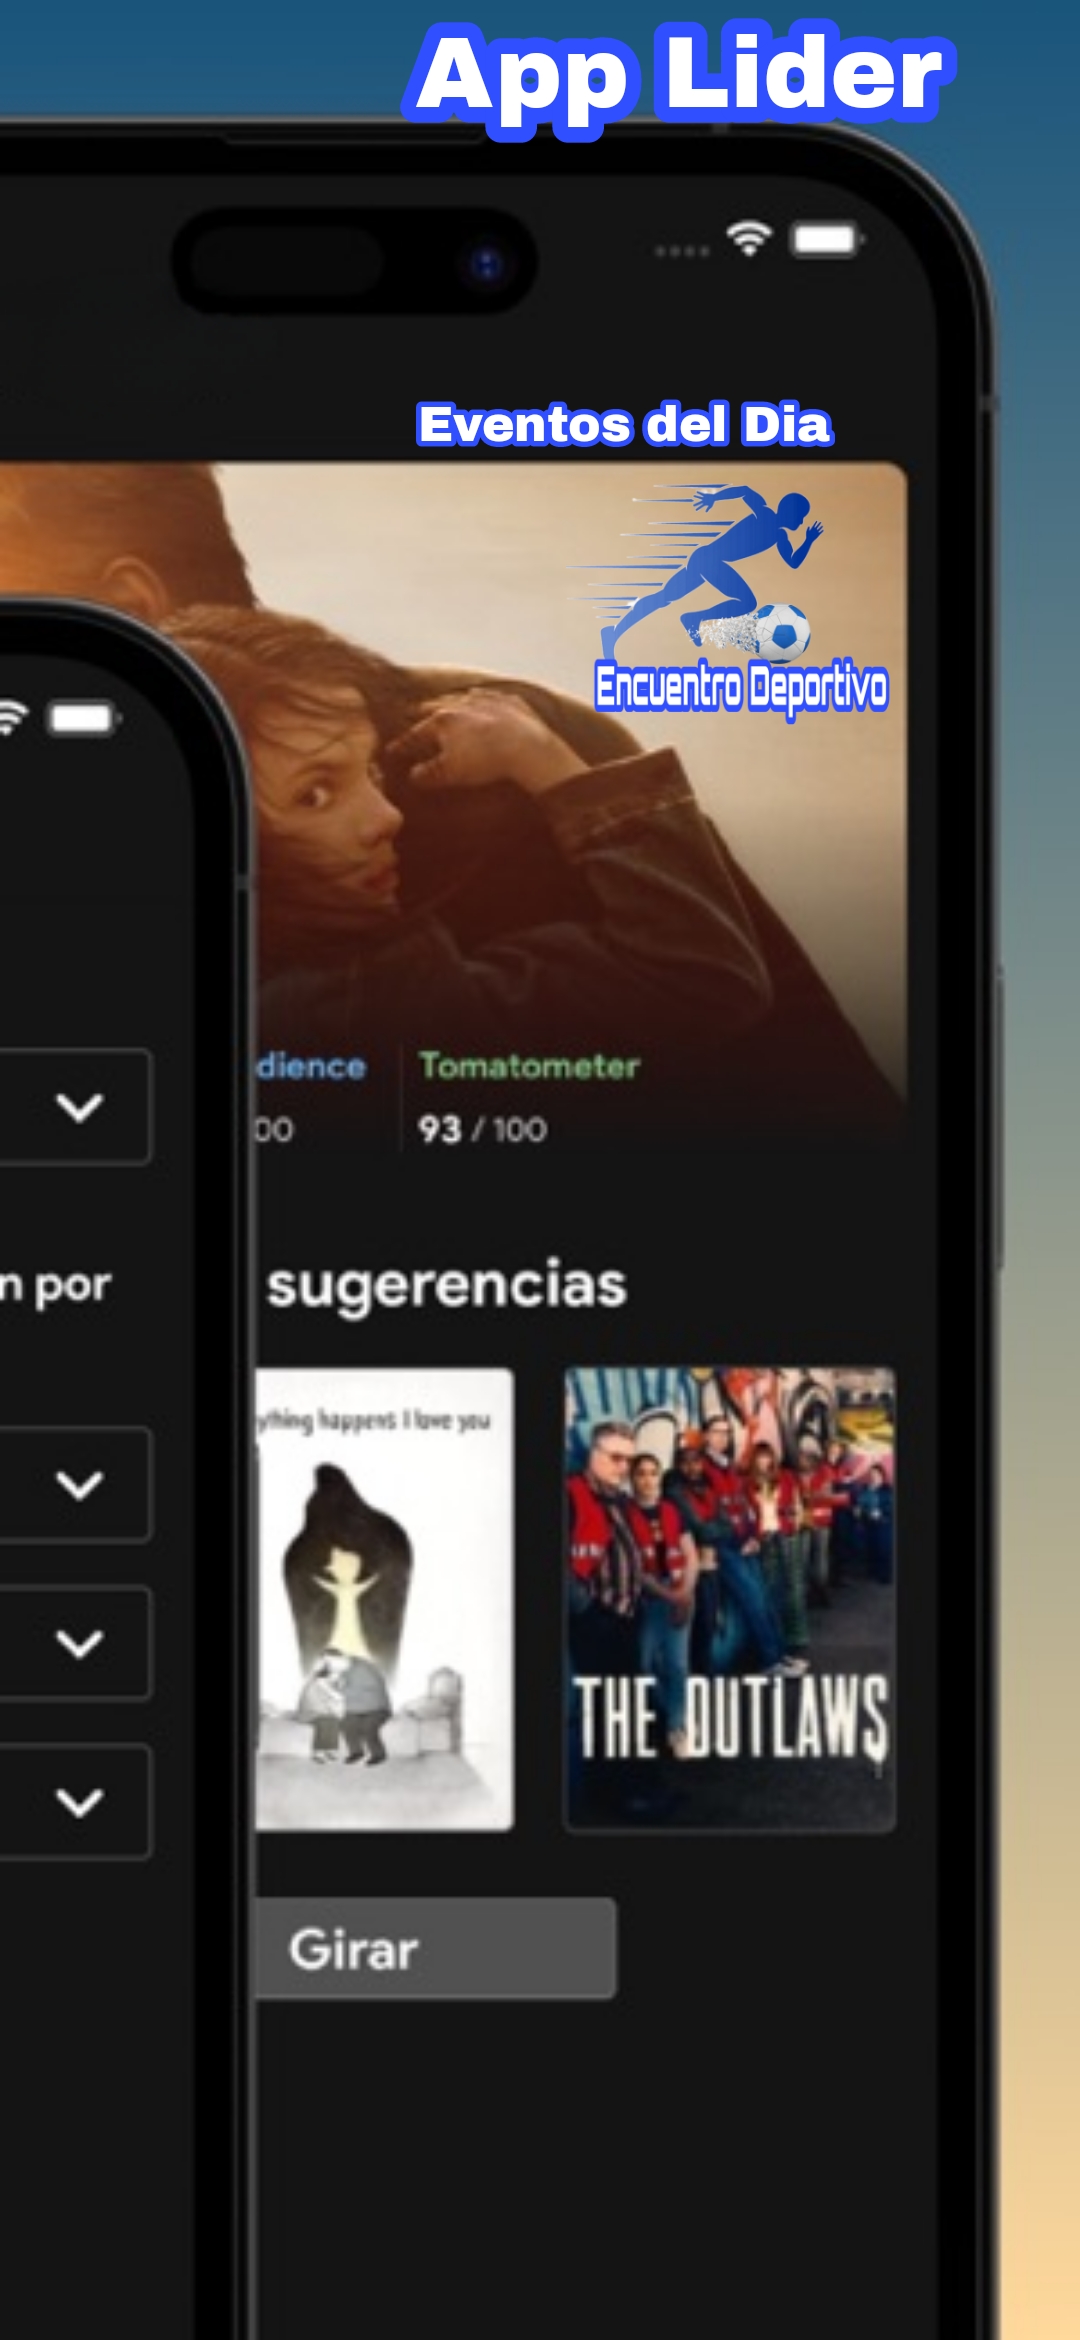 App Lider
Eventos del Dia
Encuentro Deportivo
dience
Tomatometer
00
93 / 100
n por
sugerencias
ything happens I love you
THE OUTLAWS
Girar